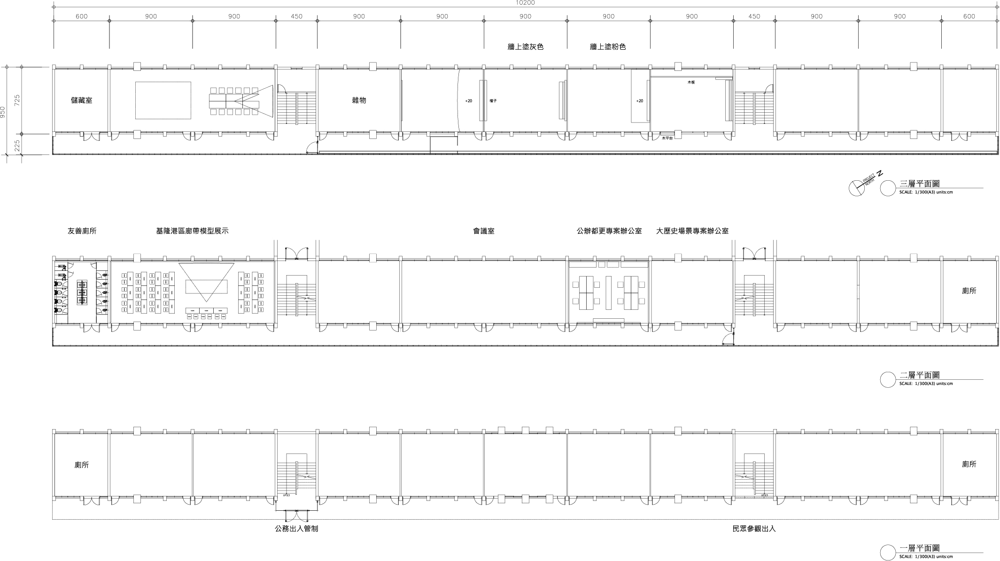 10200
600 900 900 450 900 900 900 900 900 450 900 900 600
牆上塗灰色 牆上塗粉色
950
725
225
儲藏室
雜物
+20
櫃子
+20
木板
木平台
PROJECT
NORTH
N
三層平面圖
SCALE: 1/300(A3) units:cm
友善廁所 基隆港區廊帶模型展示 會議室 公辦都更專案辦公室 大歷史場景專案辦公室
廁所
二層平面圖
SCALE: 1/300(A3) units:cm
廁所
廁所
UP23
UP23
公務出入管制 民眾參觀出入
一層平面圖
SCALE: 1/300(A3) units:cm